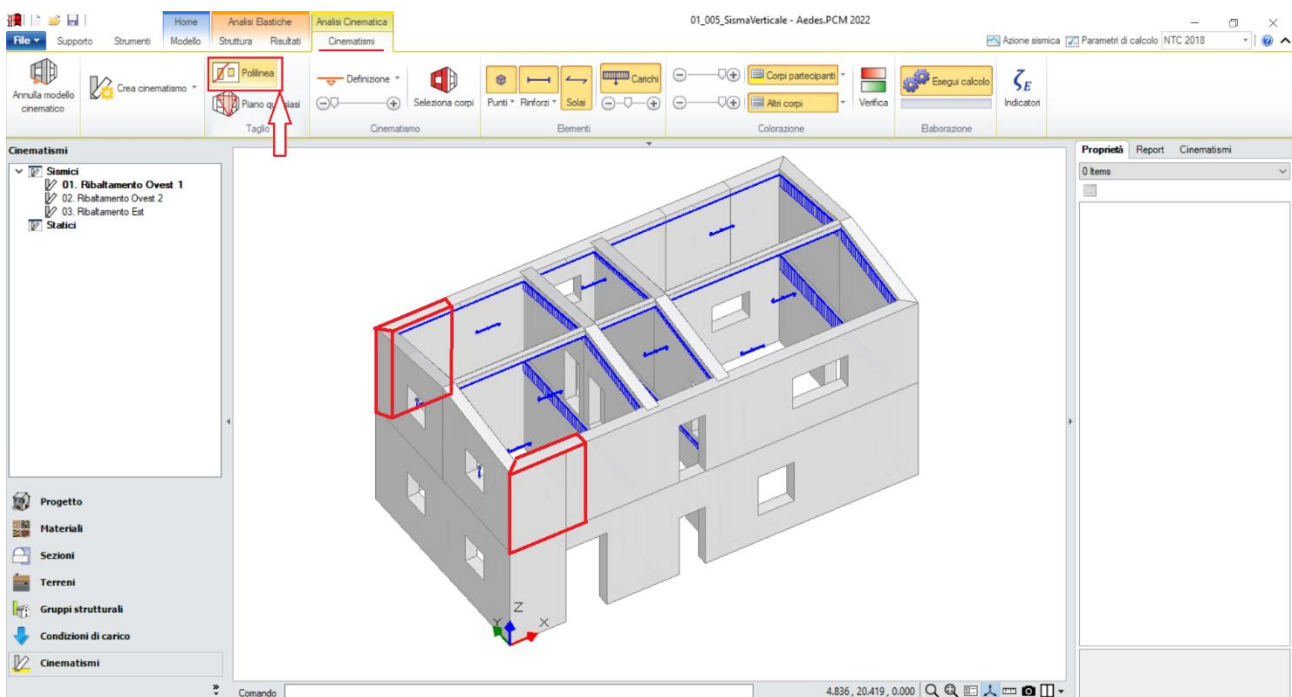 01_005_SismaVerticale - Aedes.PCM 2022
Home
Analisi Elastiche
Analisi Cinematica
File
Supporto
Strumenti
Modello
Struttura
Risultati
Cinematismi
Azione sismica
Parametri di calcolo
NTC 2018
Annulla modello
cinematico
Crea cinematismo
Polilinea
Piano qualsiasi
Taglio
Definizione
Seleziona corpi
Cinematismo
Punti
Rinforzi
Solai
Carichi
Elementi
Corpi partecipanti
Altri corpi
Verifica
Colorazione
Esegui calcolo
Elaborazione
ζE
Indicatori
Cinematismi
Sismici
01. Ribaltamento Ovest 1
02. Ribaltamento Ovest 2
03. Ribaltamento Est
Statici
Progetto
Materiali
Sezioni
Terreni
Gruppi strutturali
Condizioni di carico
Cinematismi
Z
Y
X
Proprietà
Report
Cinematismi
0 Items
Comando
4.836 , 20.419 , 0.000